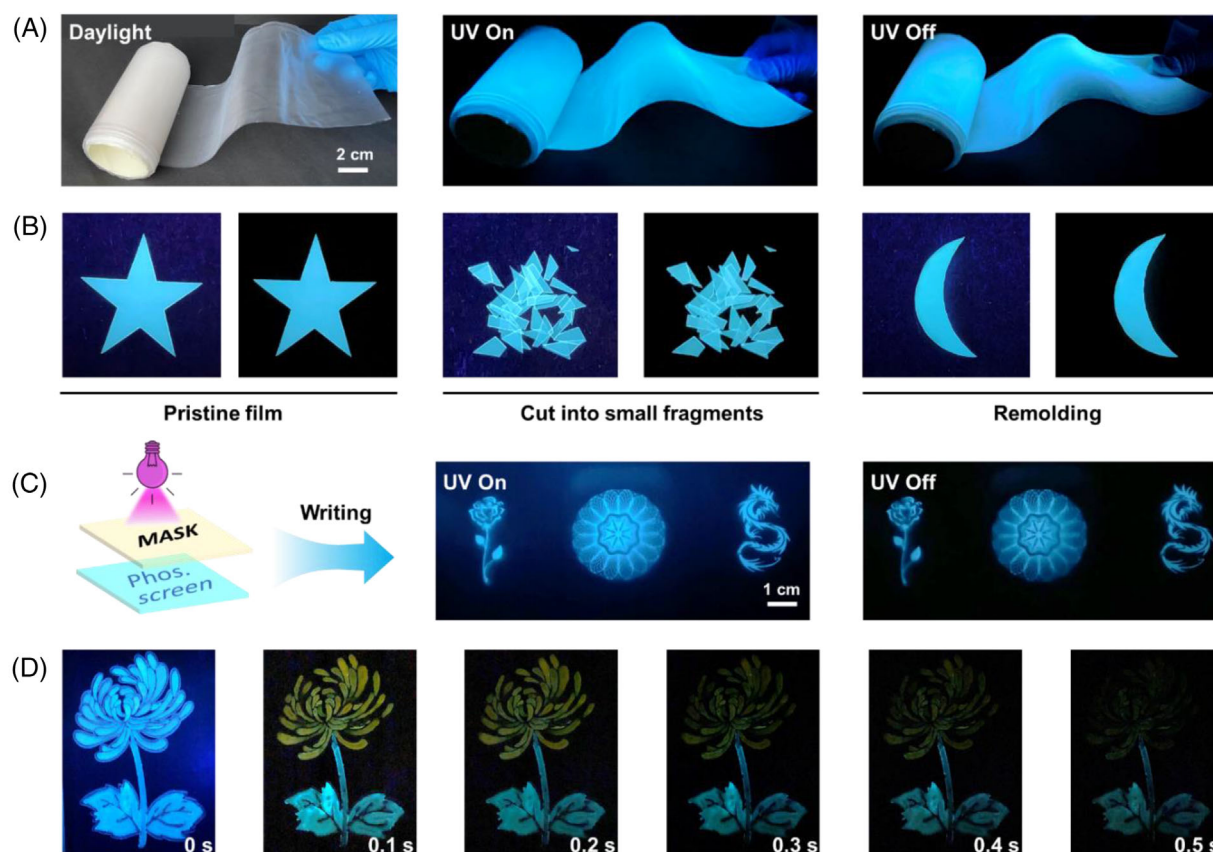 (A)
Daylight
2 cm
UV On
UV Off
(B)
Pristine film
Cut into small fragments
Remolding
(C)
MASK
Phos.
screen
Writing
UV On
1 cm
UV Off
(D)
0 s
0.1 s
0.2 s
0.3 s
0.4 s
0.5 s